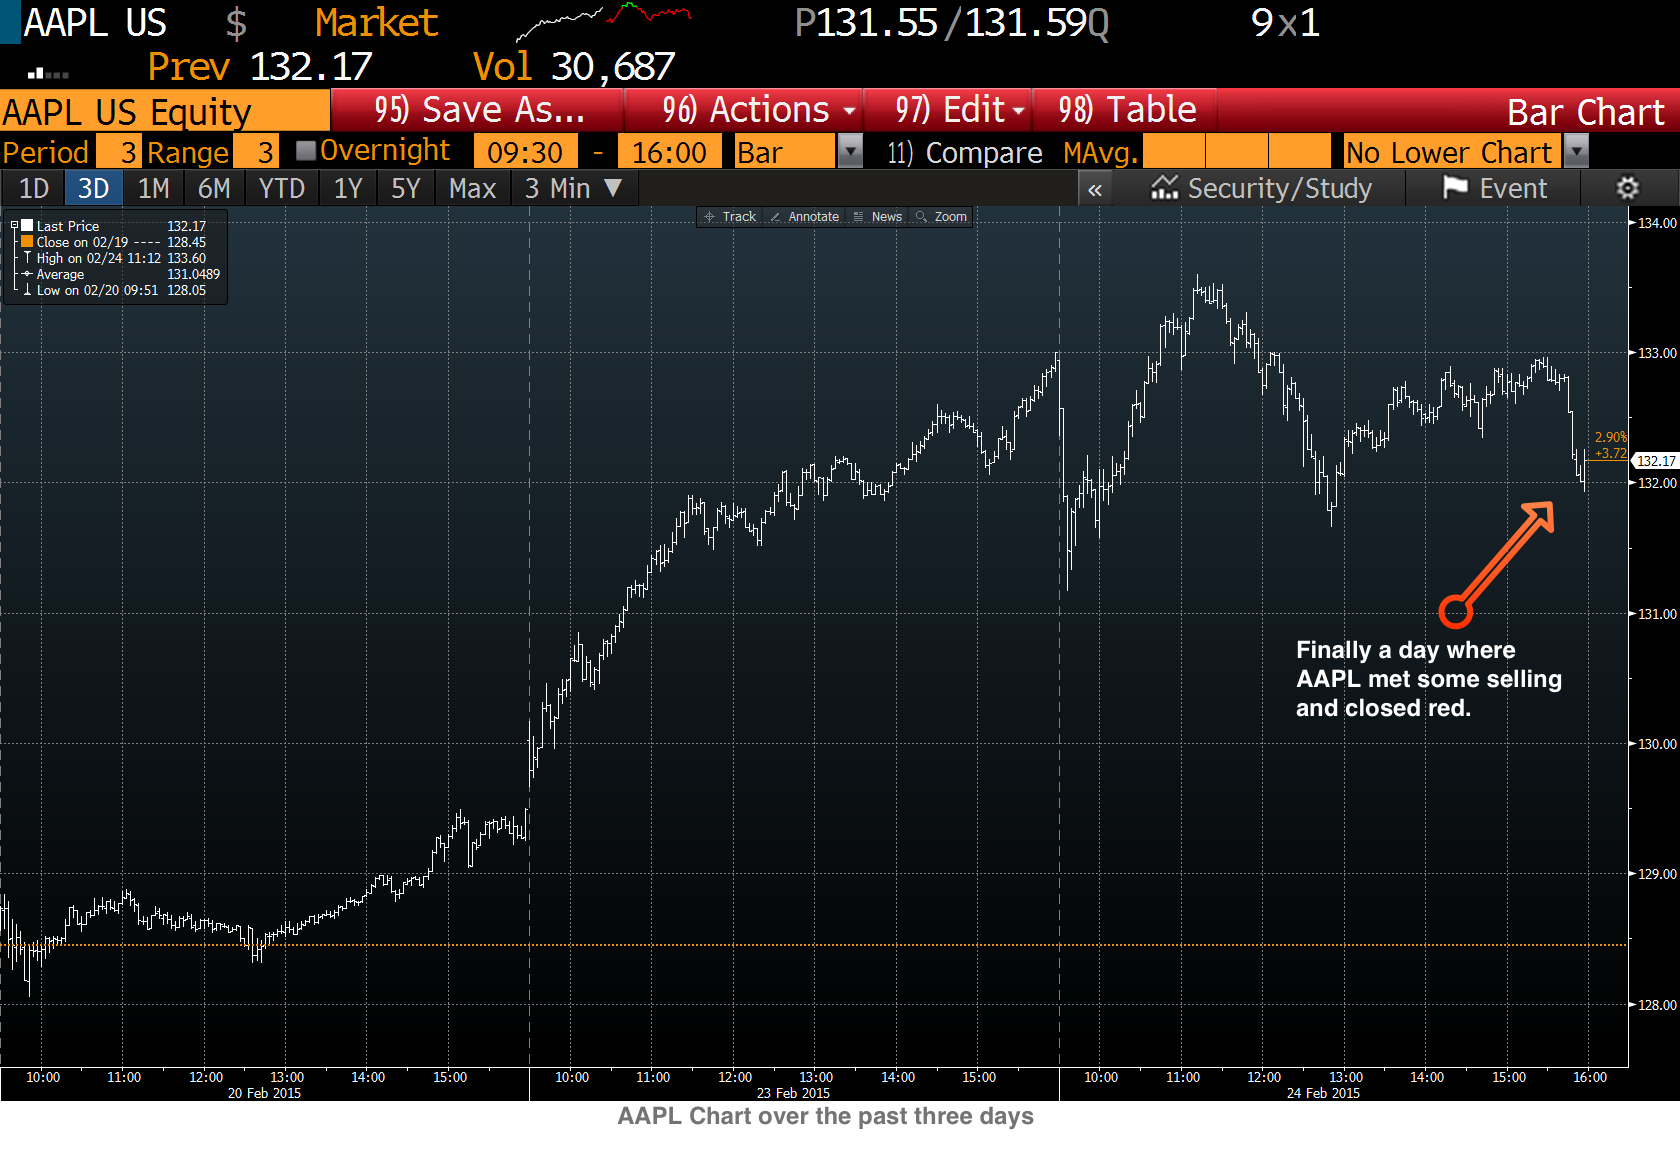 AAPL US $ Market P131.55/131.59Q 9x1
Prev 132.17 Vol 30,687
AAPL US Equity 95) Save As... 96) Actions 97) Edit 98) Table Bar Chart
Period 3 Range 3 Overnight 09:30 - 16:00 Bar 11) Compare MAvg. No Lower Chart
1D 3D 1M 6M YTD 1Y 5Y Max 3 Min ▼ « Security/Study Event
Track Annotate News Zoom
Last Price 132.17
Close on 02/19 ---- 128.45
High on 02/24 11:12 133.60
Average 131.0489
Low on 02/20 09:51 128.05
134.00
133.00
2.90%
+3.72
132.17
132.00
131.00
Finally a day where
AAPL met some selling
and closed red.
130.00
129.00
128.00
10:00 11:00 12:00 13:00 14:00 15:00 10:00 11:00 12:00 13:00 14:00 15:00 10:00 11:00 12:00 13:00 14:00 15:00 16:00
20 Feb 2015 23 Feb 2015 24 Feb 2015
AAPL Chart over the past three days